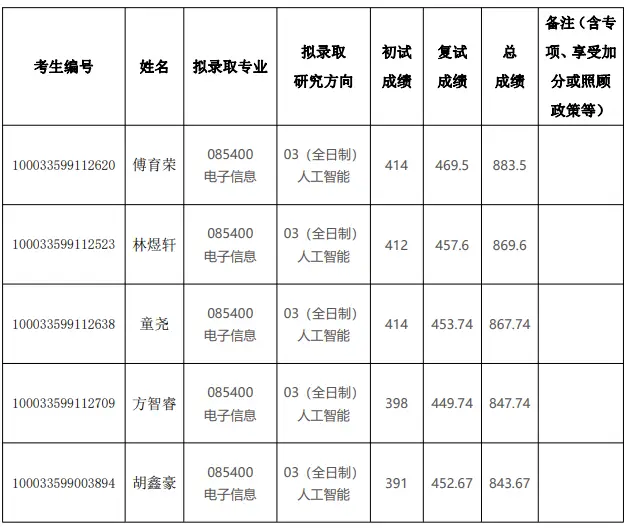 考生编号 姓名 拟录取专业 拟录取研究方向 初试成绩 复试成绩 总成绩 备注（含专项、享受加分或照顾政策等）
100033599112620 傅育荣 085400 电子信息 03（全日制）人工智能 414 469.5 883.5
100033599112523 林煜轩 085400 电子信息 03（全日制）人工智能 412 457.6 869.6
100033599112638 童尧 085400 电子信息 03（全日制）人工智能 414 453.74 867.74
100033599112709 方智睿 085400 电子信息 03（全日制）人工智能 398 449.74 847.74
100033599003894 胡鑫豪 085400 电子信息 03（全日制）人工智能 391 452.67 843.67